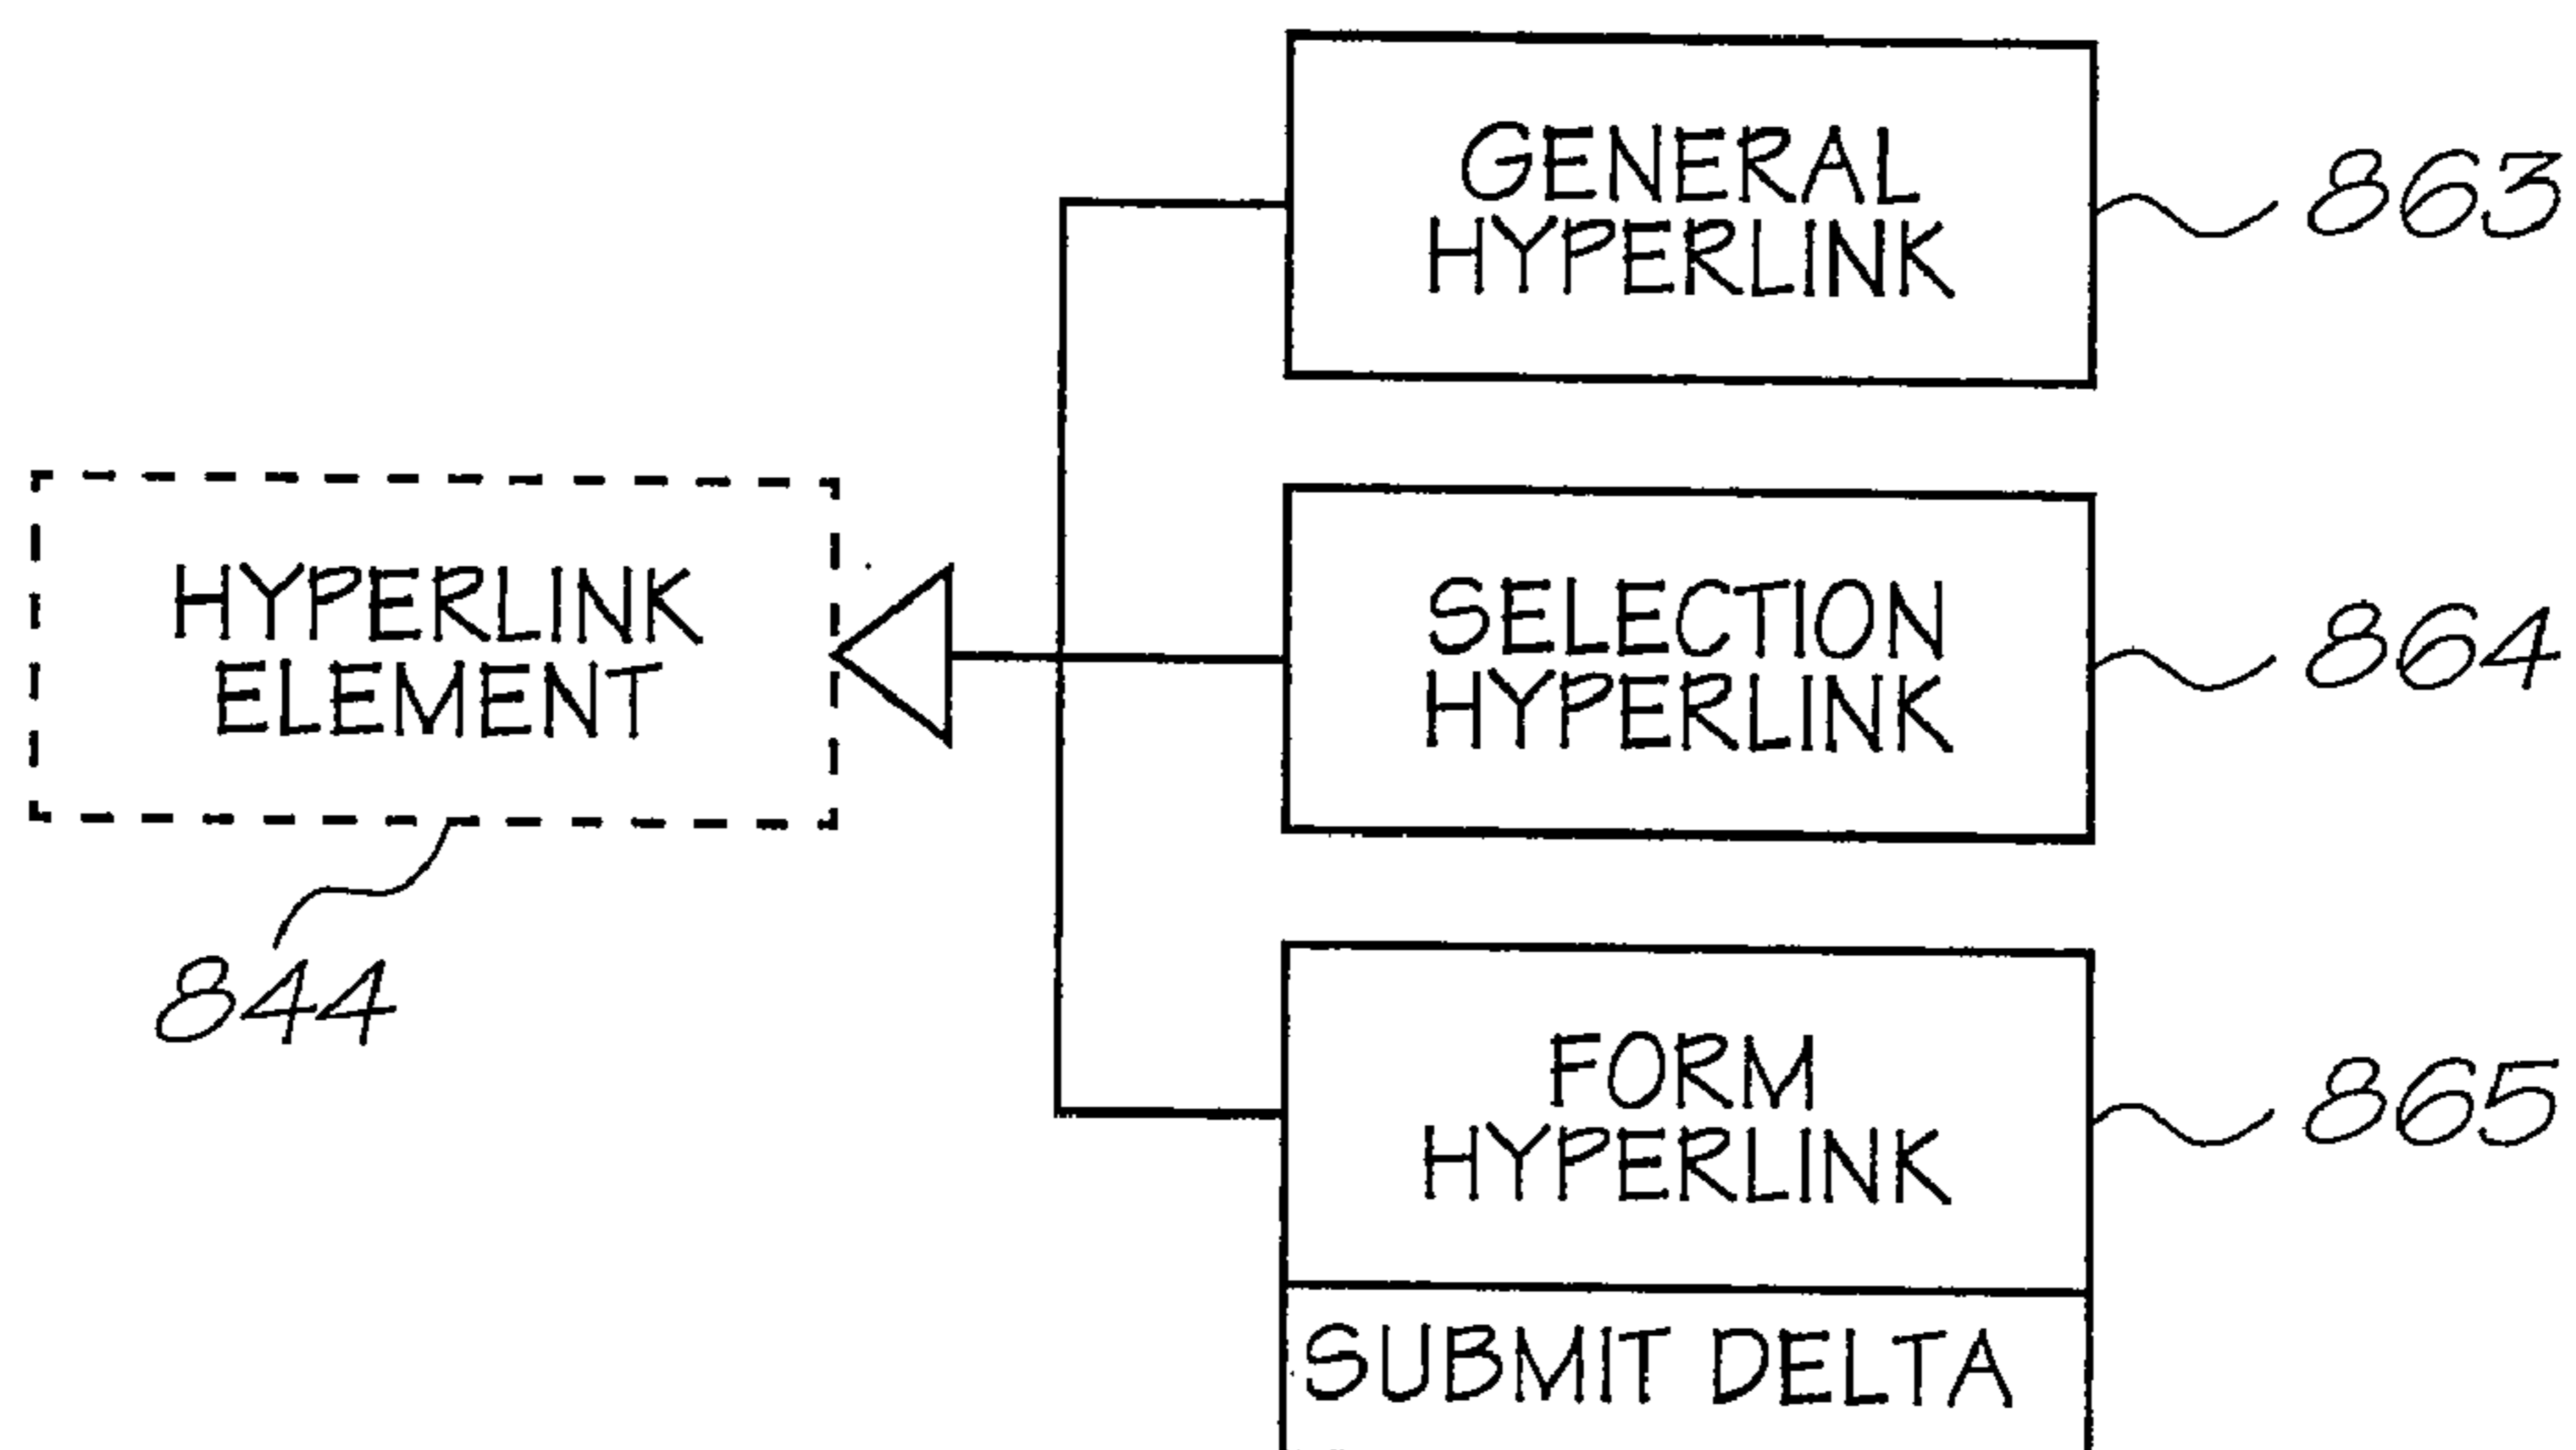 GENERAL
HYPERLINK
863
HYPERLINK
ELEMENT
844
SELECTION
HYPERLINK
864
FORM
HYPERLINK
865
SUBMIT DELTA